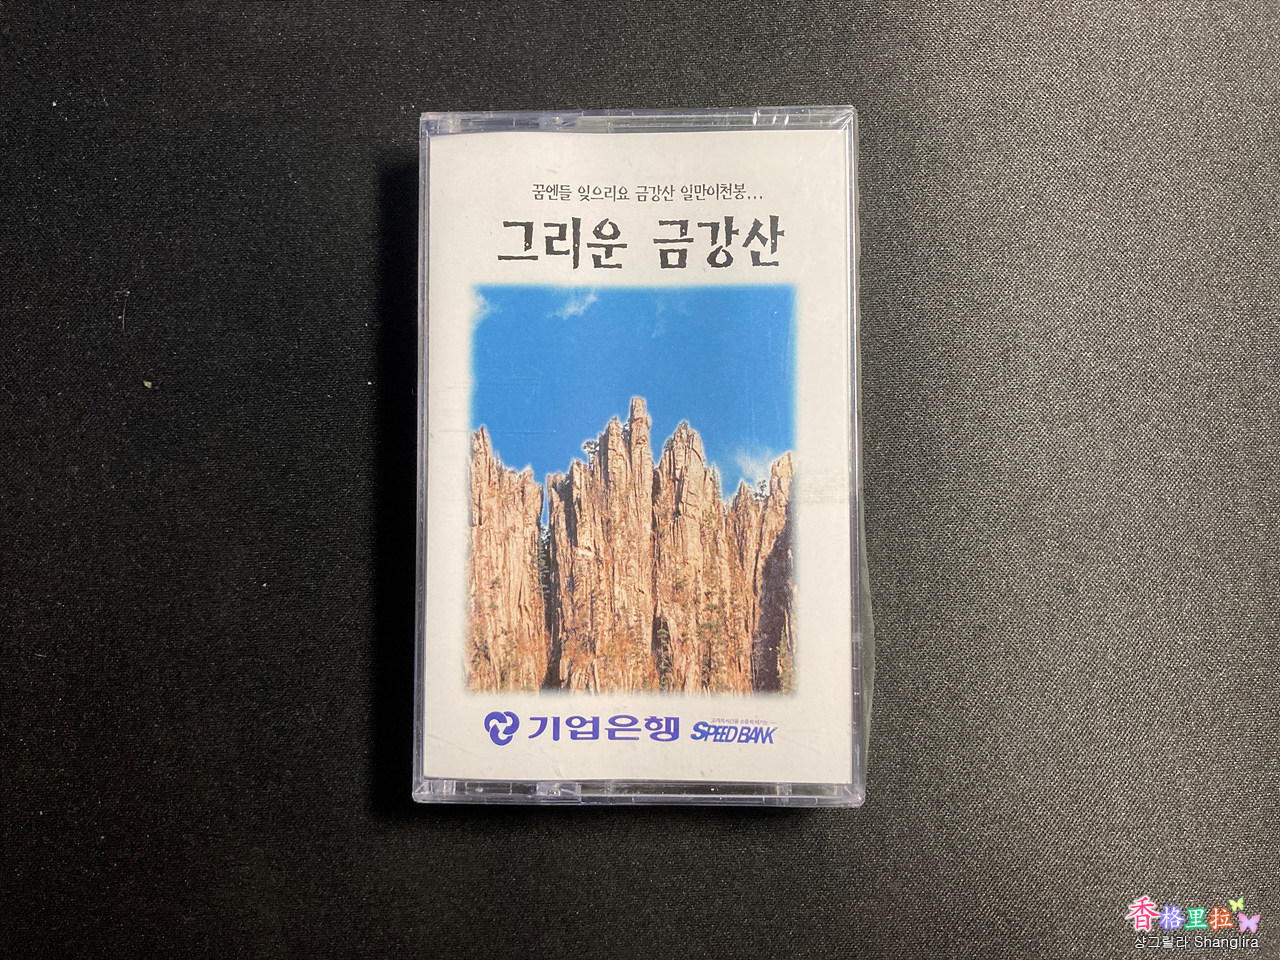 꿈엔들 잊으리요 금강산 일만이천봉...
그리운 금강산
기업은행
SPEED BANK
香格里拉
샹그릴라 Shanglira